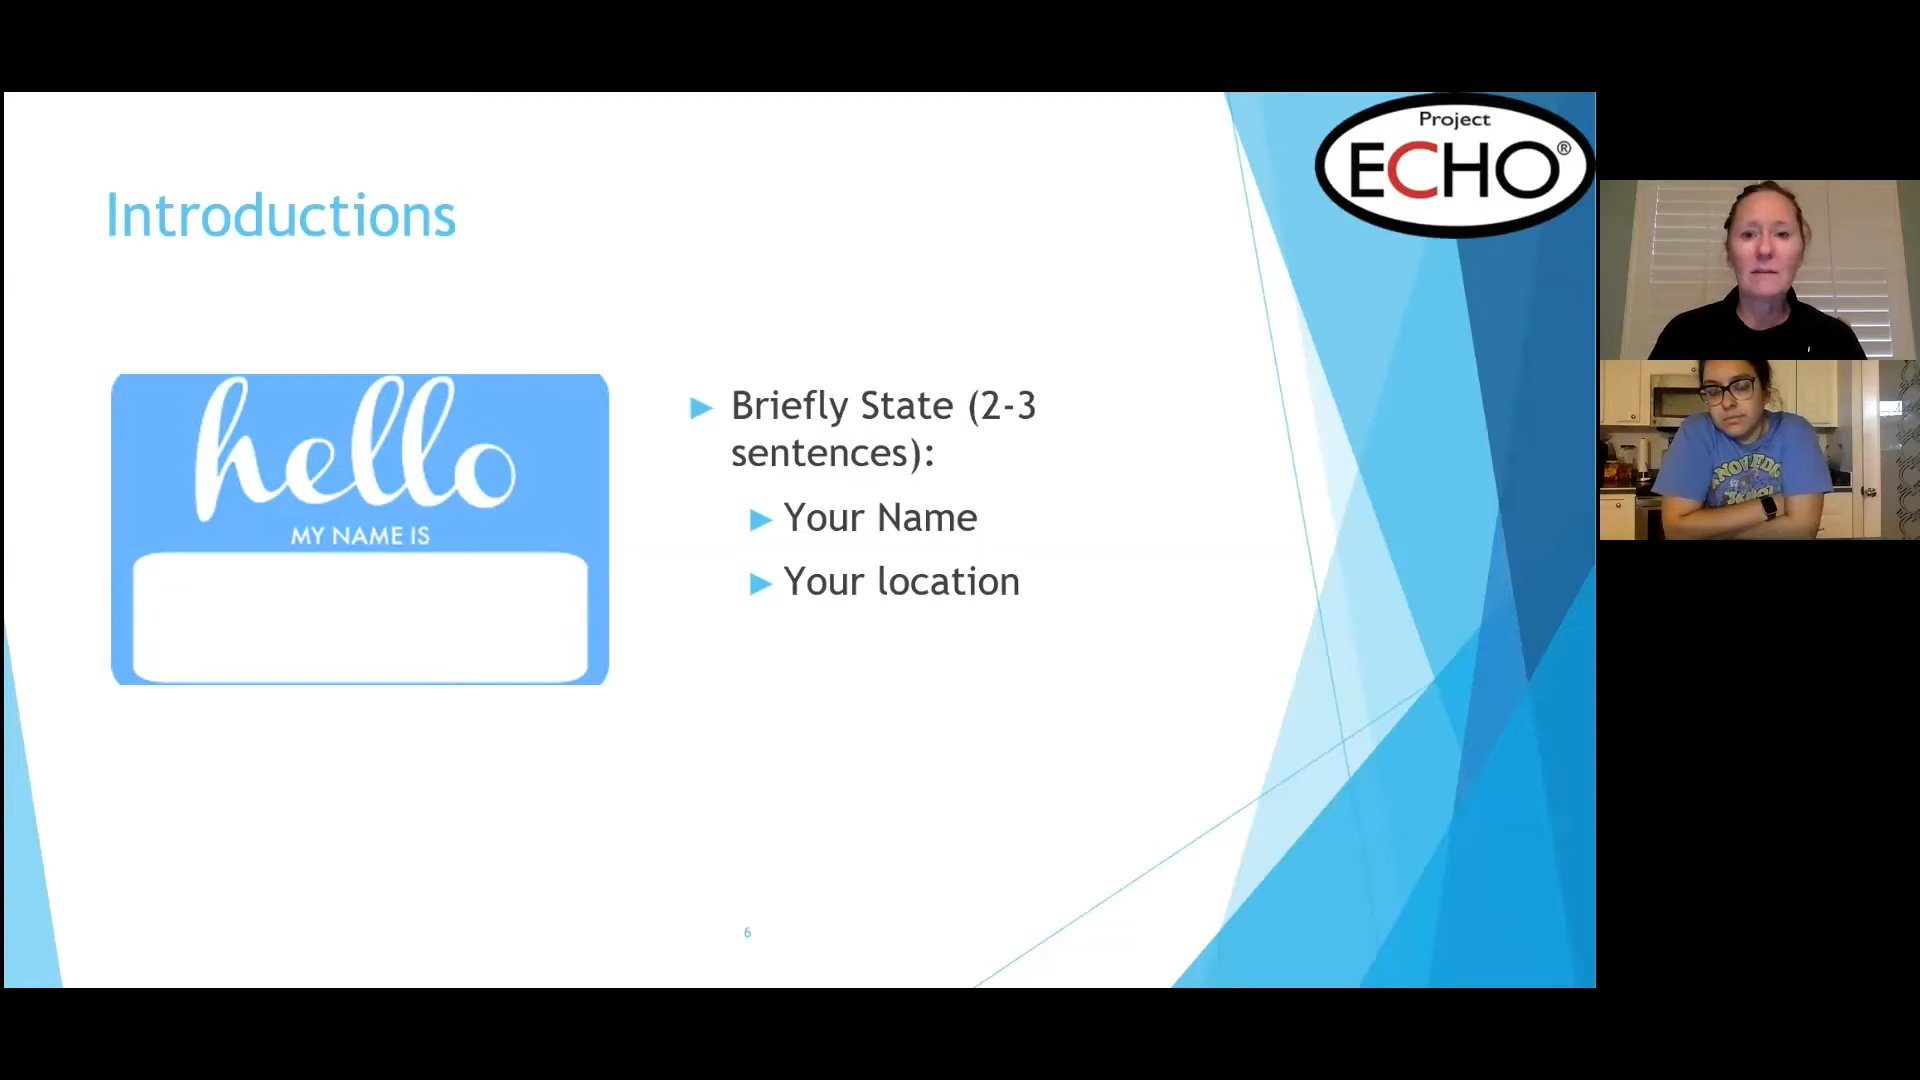 Project
ECHO®
Introductions
hello
MY NAME IS
Briefly State (2-3
sentences):
Your Name
Your location
6